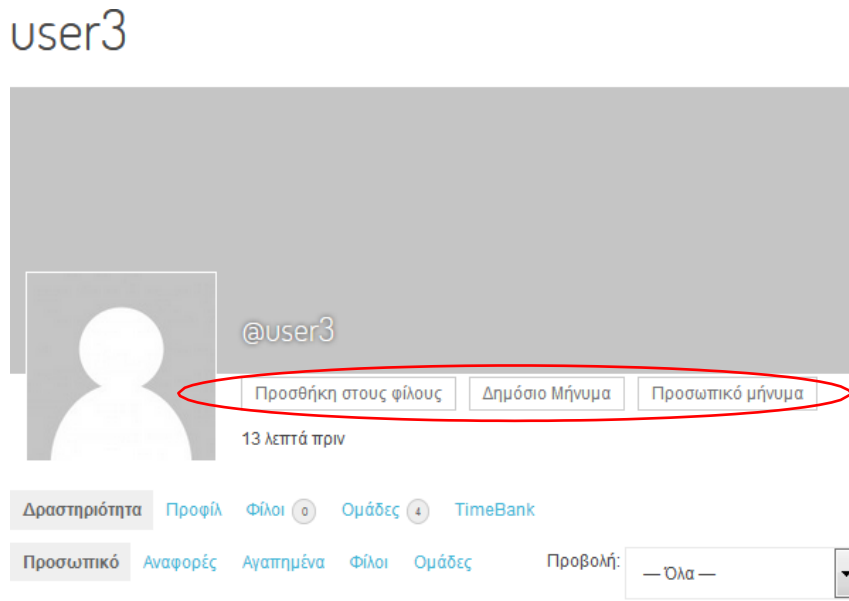 user3
@user3
Προσθήκη στους φίλους Δημόσιο Μήνυμα Προσωπικό μήνυμα
13 λεπτά πριν
Δραστηριότητα Προφίλ Φίλοι 0 Ομάδες 4 TimeBank
Προσωπικό Αναφορές Αγαπημένα Φίλοι Ομάδες Προβολή: — Όλα —